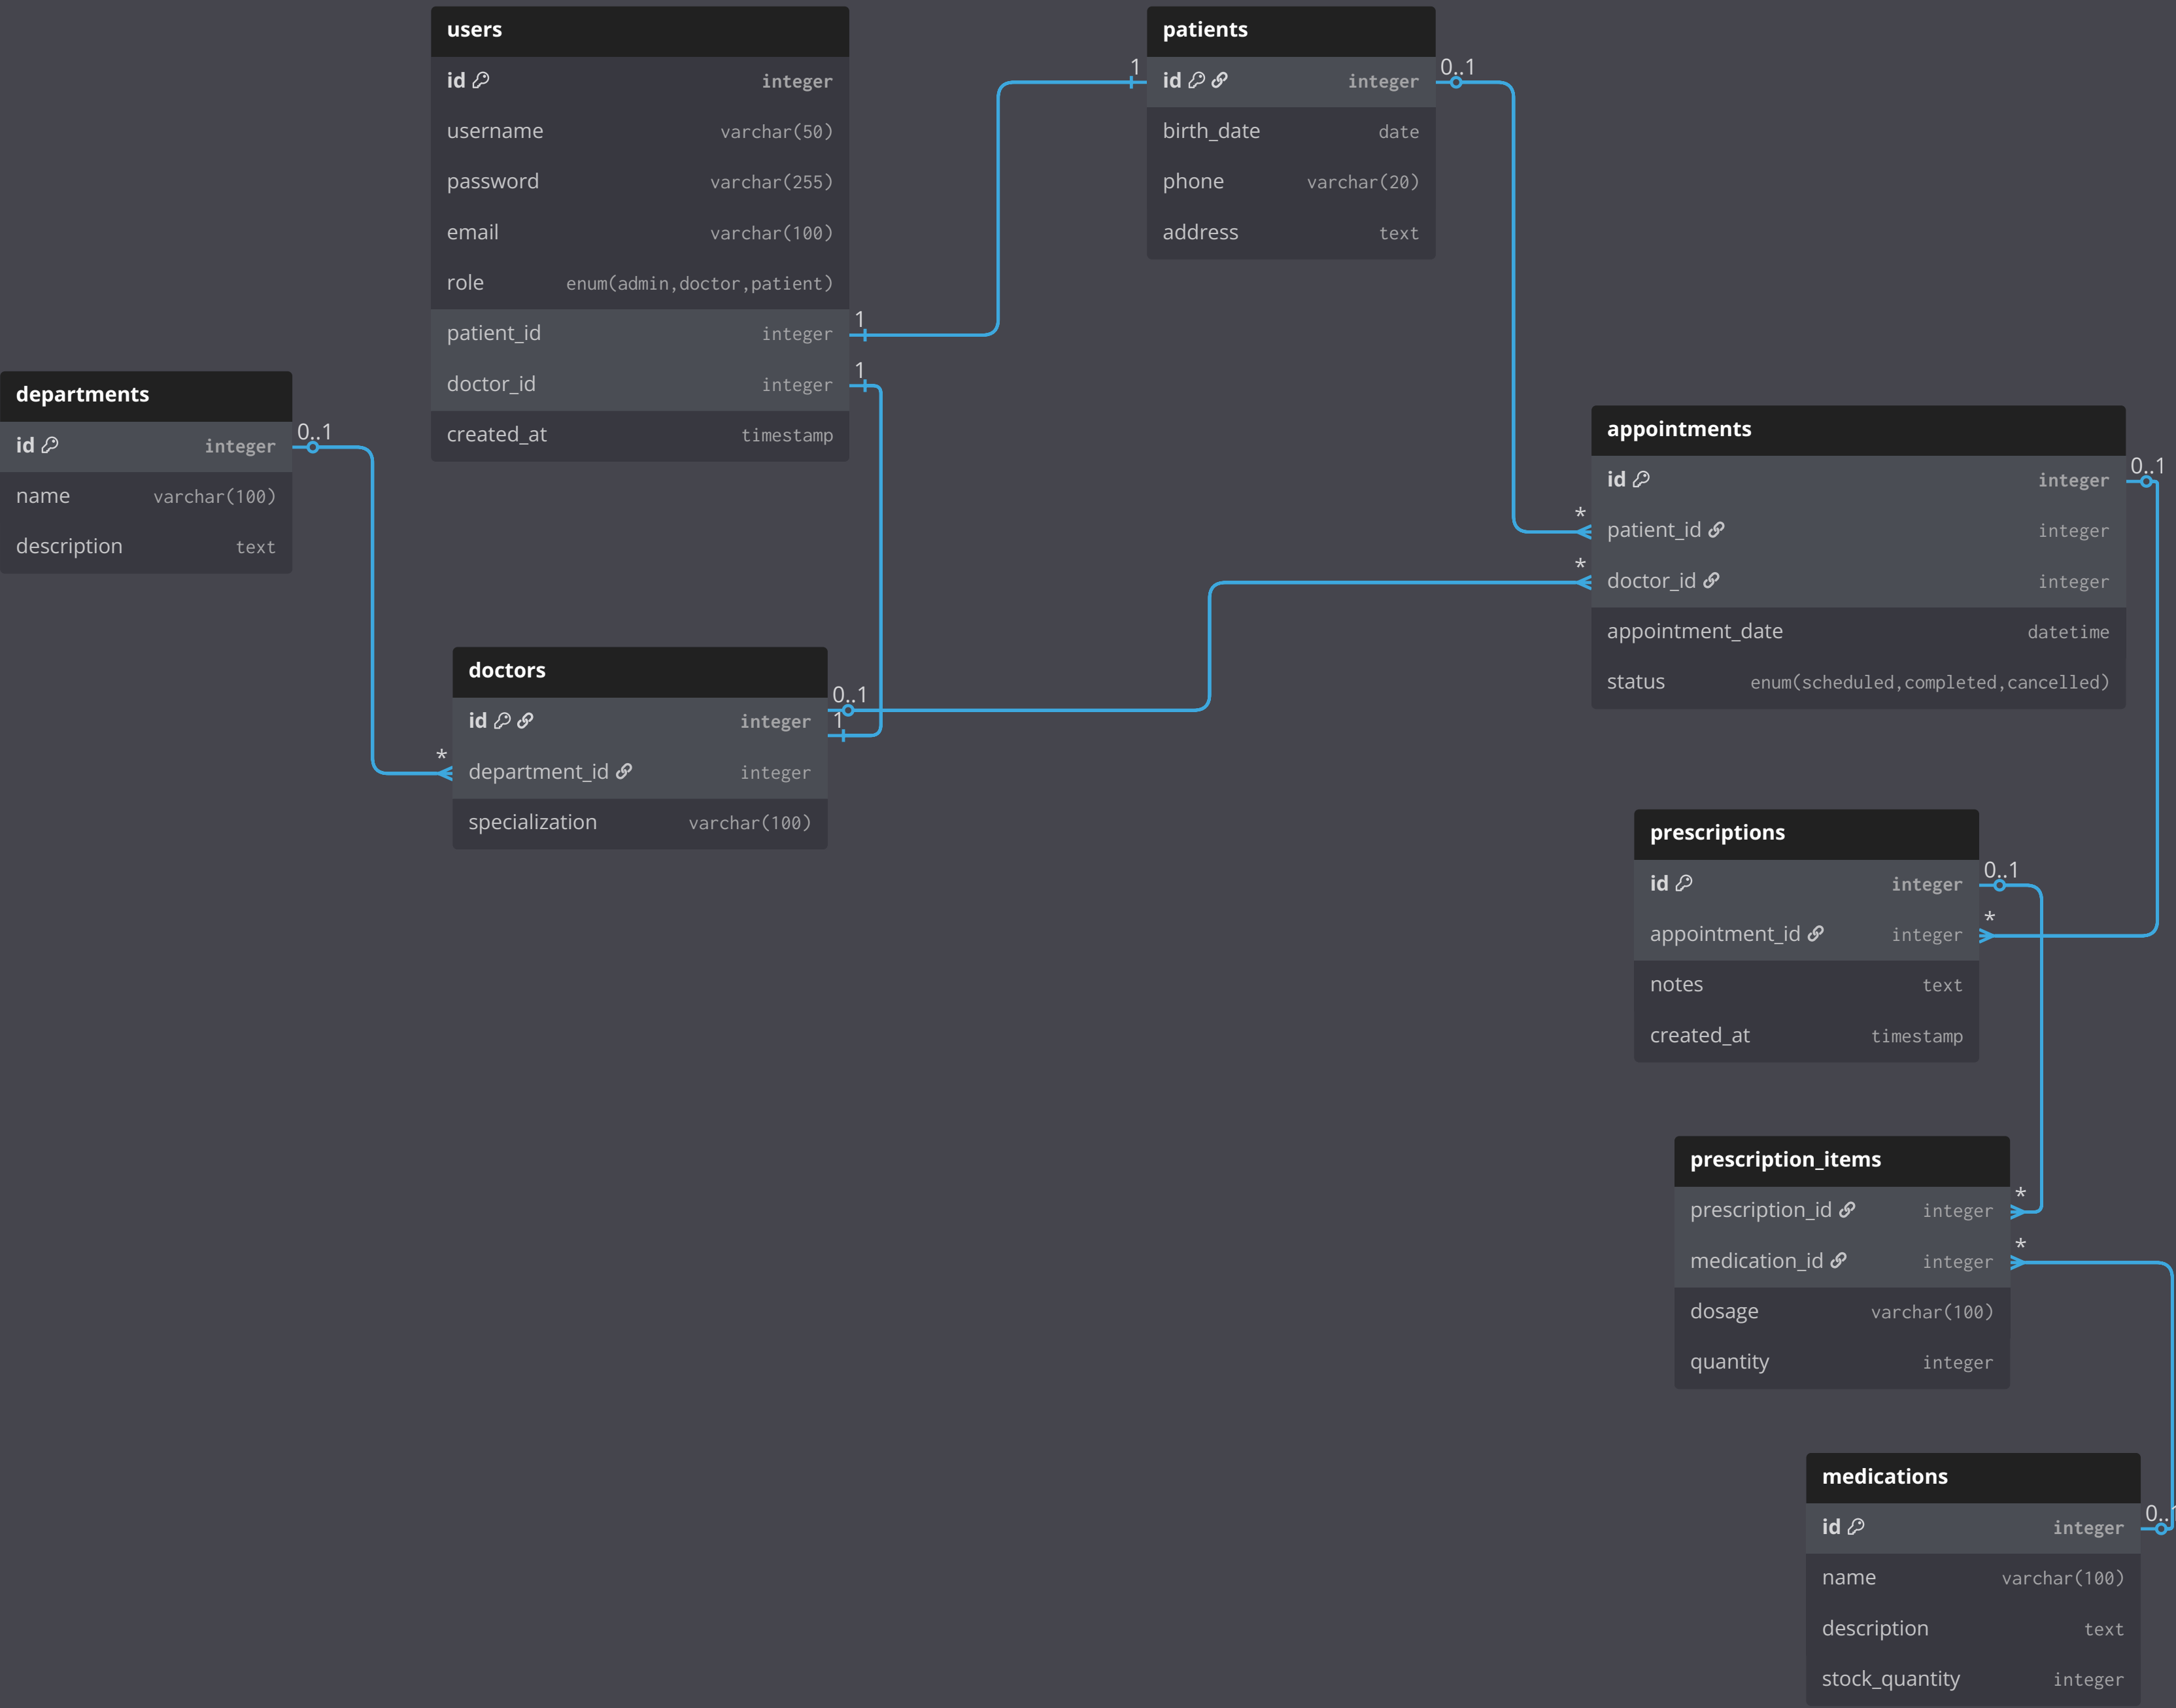 users
id integer
username varchar(50)
password varchar(255)
email varchar(100)
role enum(admin,doctor,patient)
1
patient_id integer
1
doctor_id integer
created_at timestamp
patients
1
0..1
id integer
birth_date date
phone varchar(20)
address text
departments
0..1
id integer
name varchar(100)
description text
appointments
0..1
id integer
*
patient_id integer
*
doctor_id integer
appointment_date datetime
status enum(scheduled,completed,cancelled)
doctors
0..1
id integer
1
*
department_id integer
specialization varchar(100)
prescriptions
0..1
id integer
*
appointment_id integer
notes text
created_at timestamp
prescription_items
*
prescription_id integer
*
medication_id integer
dosage varchar(100)
quantity integer
medications
0..
id integer
name varchar(100)
description text
stock_quantity integer